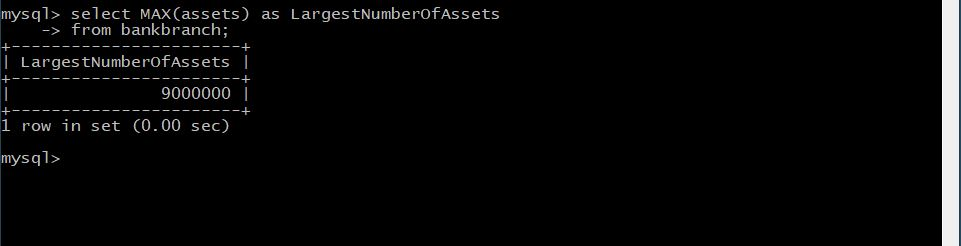 mysql> select MAX(assets) as LargestNumberOfAssets
    -> from bankbranch;
+-----------------------+
| LargestNumberOfAssets |
+-----------------------+
|               9000000 |
+-----------------------+
1 row in set (0.00 sec)
mysql>